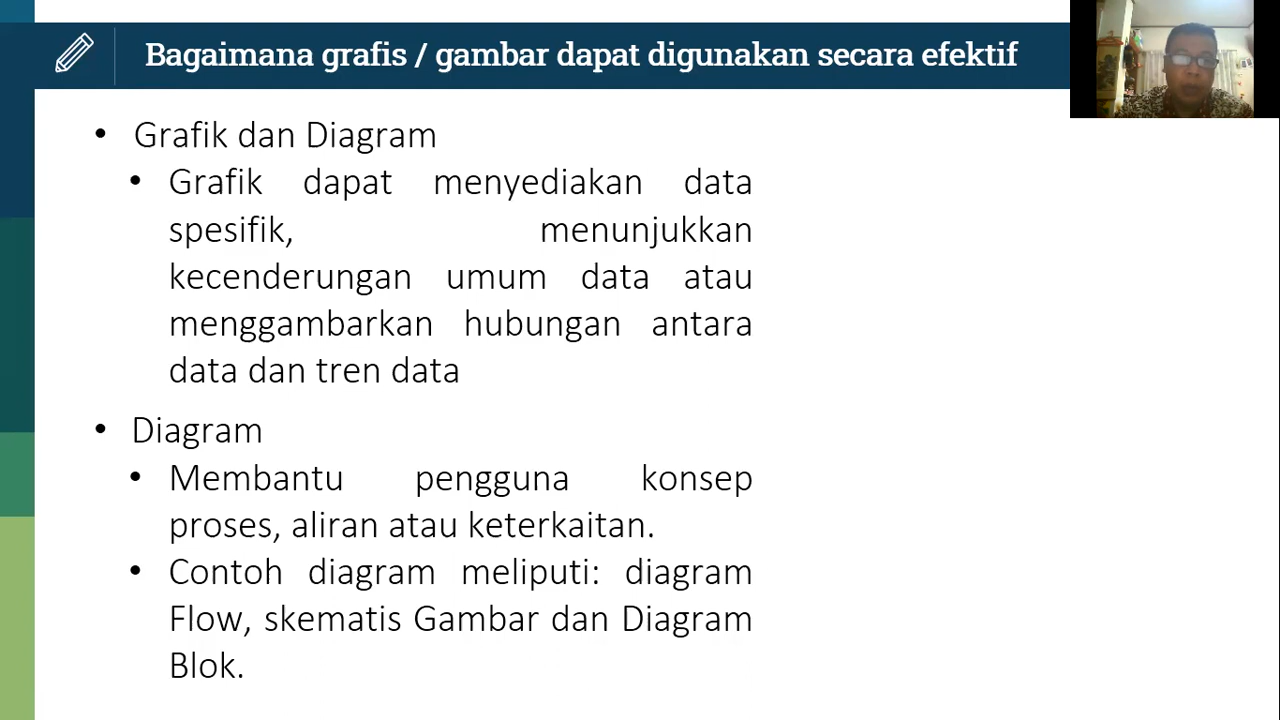 Bagaimana grafis / gambar dapat digunakan secara efektif
• Grafik dan Diagram
• Grafik dapat menyediakan data
spesifik, menunjukkan
kecenderungan umum data atau
menggambarkan hubungan antara
data dan tren data
• Diagram
• Membantu pengguna konsep
proses, aliran atau keterkaitan.
• Contoh diagram meliputi: diagram
Flow, skematis Gambar dan Diagram
Blok.